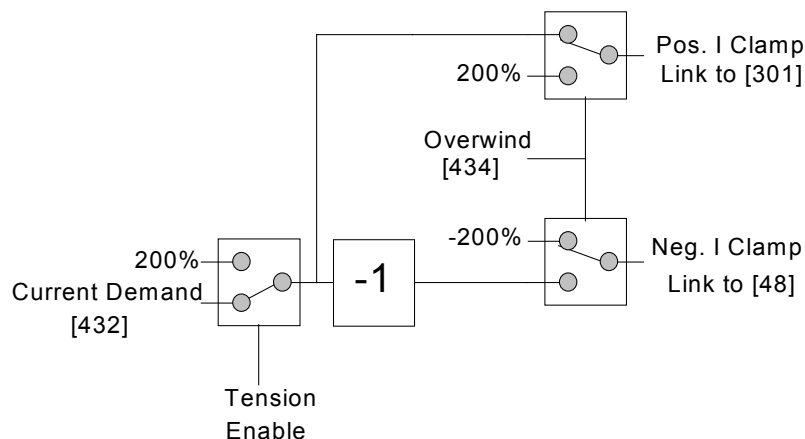 Pos. I Clamp
Link to [301]
200%
Overwind
[434]
-200%
Neg. I Clamp
Link to [48]
200%
Current Demand
[432]
-1
Tension
Enable